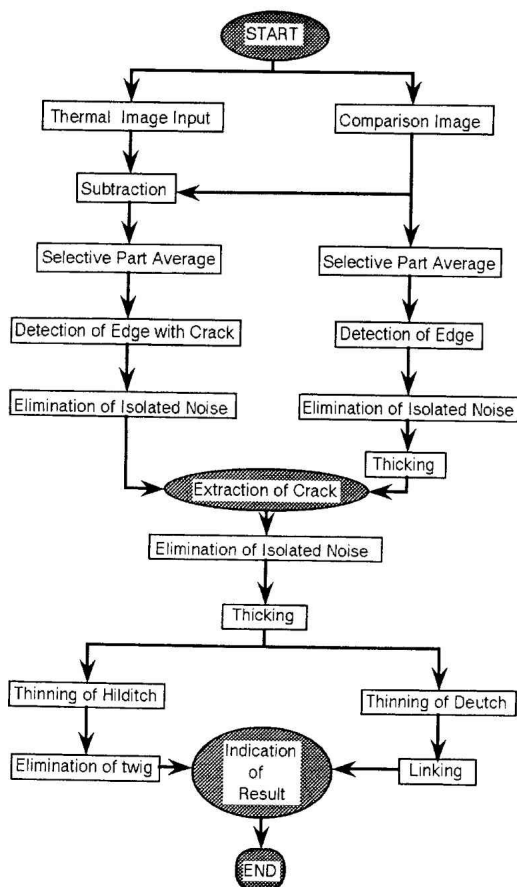 START
Thermal Image Input
Comparison Image
Subtraction
Selective Part Average
Selective Part Average
Detection of Edge with Crack
Detection of Edge
Elimination of Isolated Noise
Elimination of Isolated Noise
Thicking
Extraction of Crack
Elimination of Isolated Noise
Thicking
Thinning of Hilditch
Thinning of Deutch
Elimination of twig
Indication
of
Result
Linking
END